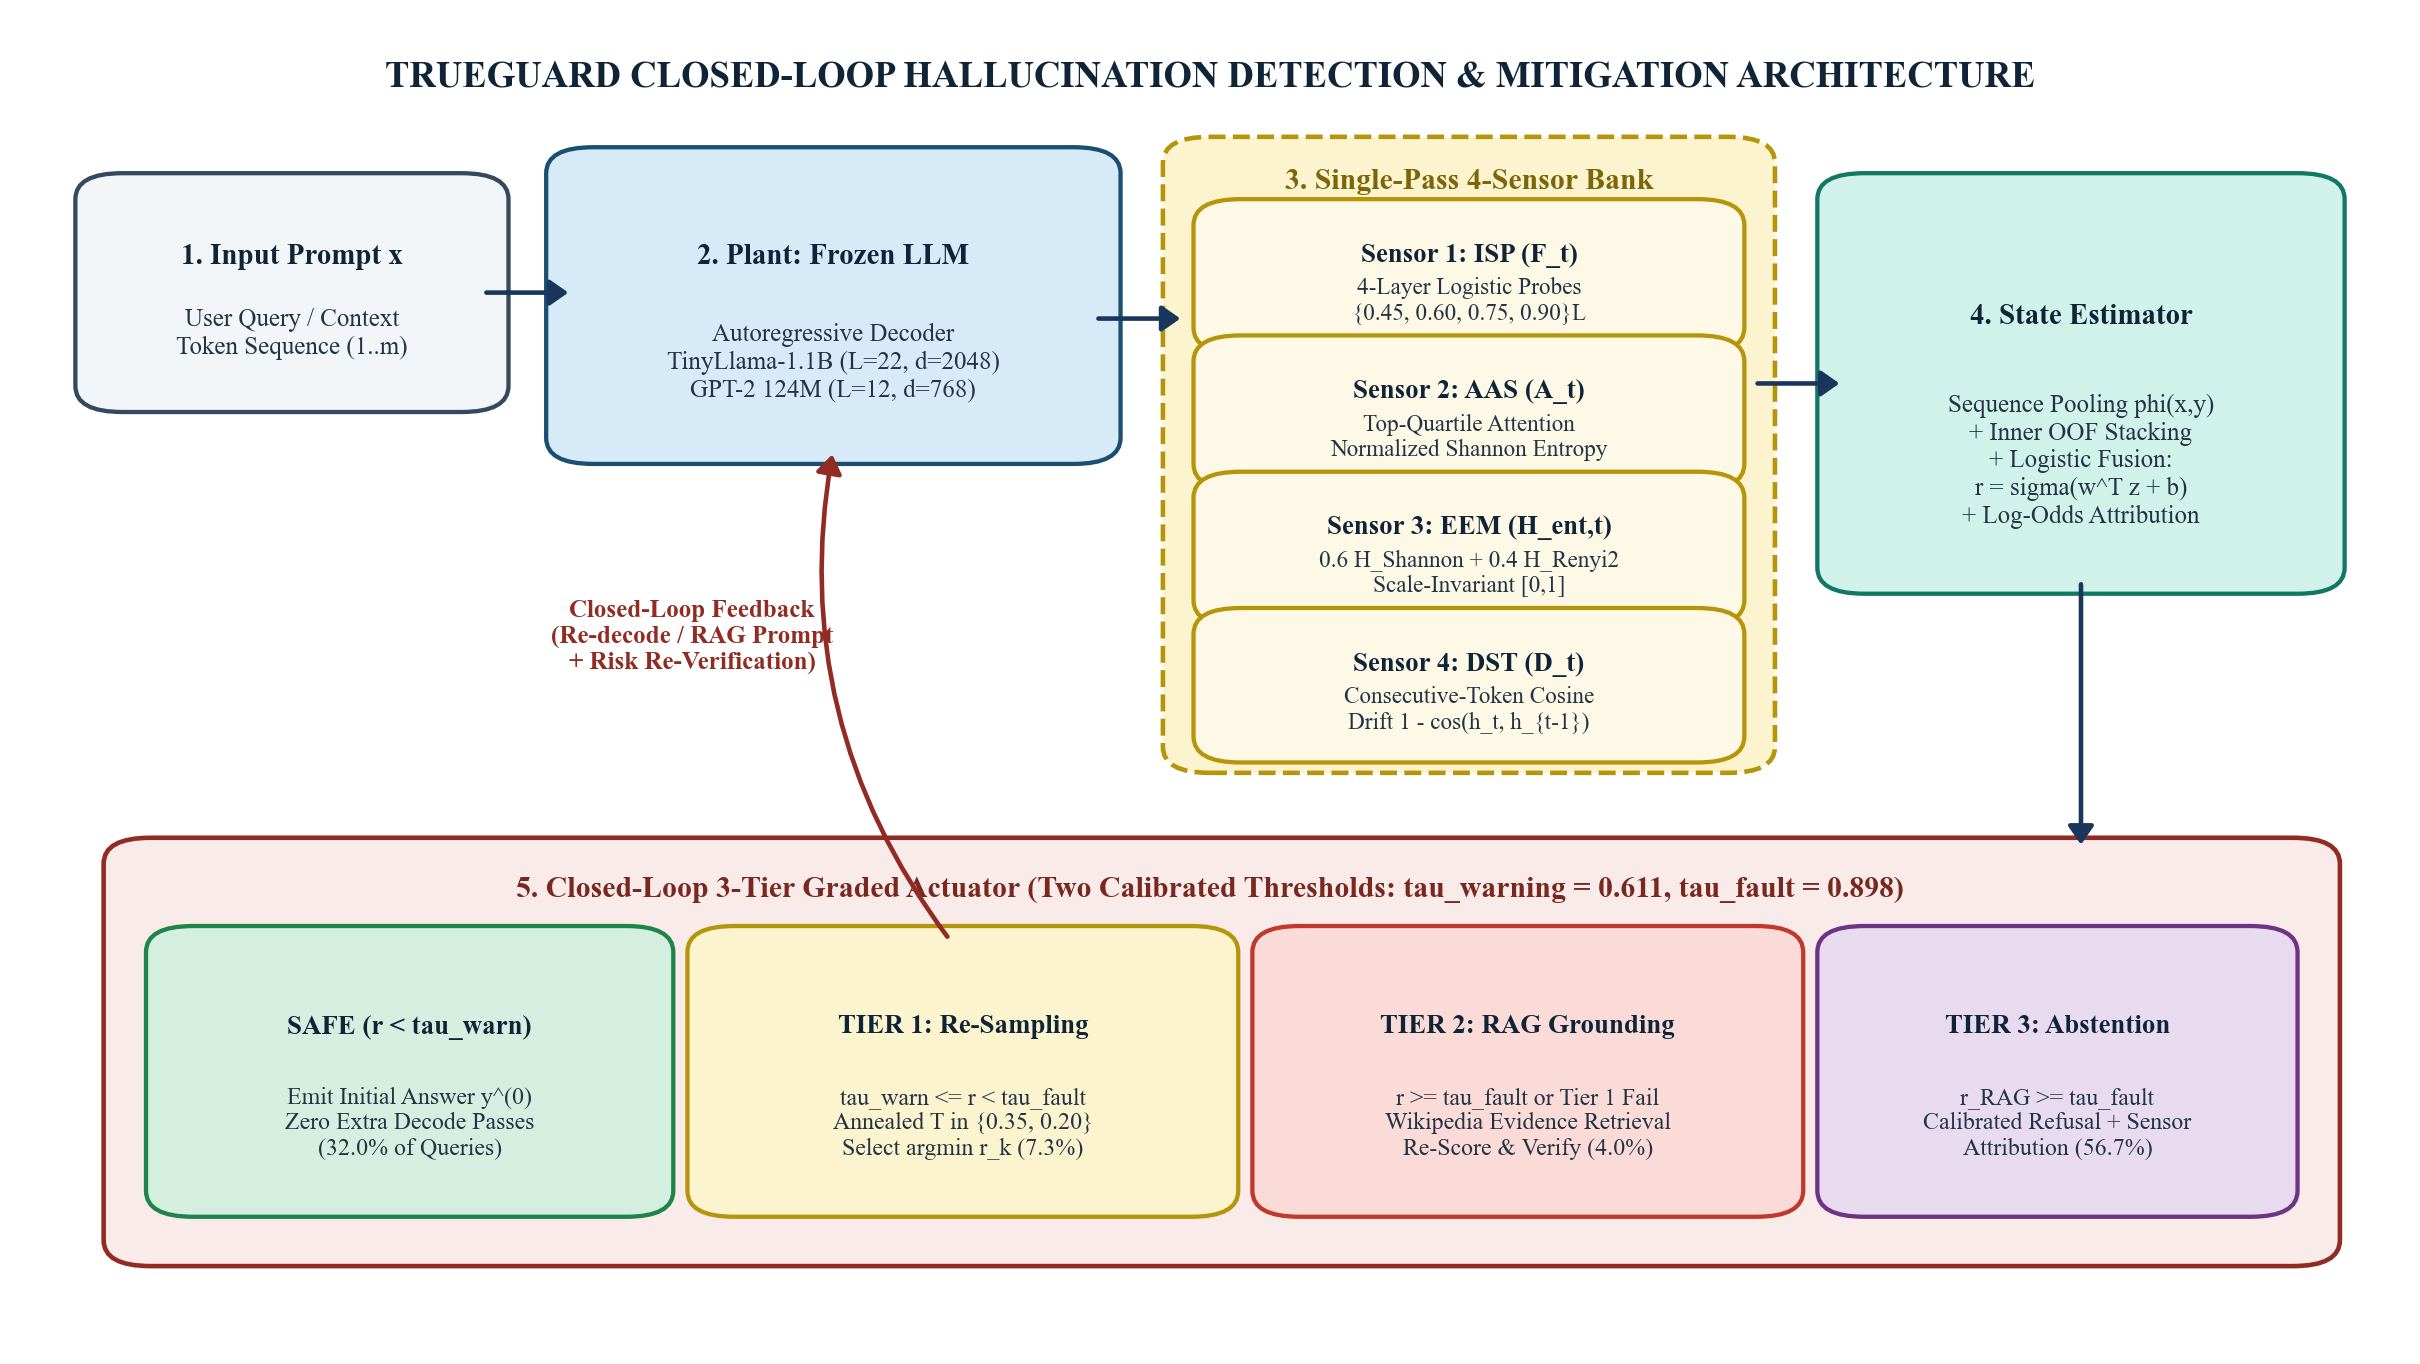 TRUEGUARD CLOSED-LOOP HALLUCINATION DETECTION & MITIGATION ARCHITECTURE
1. Input Prompt x
User Query / Context
Token Sequence (1..m)
2. Plant: Frozen LLM
Autoregressive Decoder
TinyLlama-1.1B (L=22, d=2048)
GPT-2 124M (L=12, d=768)
3. Single-Pass 4-Sensor Bank
Sensor 1: ISP (F_t)
4-Layer Logistic Probes
{0.45, 0.60, 0.75, 0.90}L
Sensor 2: AAS (A_t)
Top-Quartile Attention
Normalized Shannon Entropy
Sensor 3: EEM (H_ent,t)
0.6 H_Shannon + 0.4 H_Renyi2
Scale-Invariant [0,1]
Sensor 4: DST (D_t)
Consecutive-Token Cosine
Drift 1 - cos(h_t, h_{t-1})
4. State Estimator
Sequence Pooling phi(x,y)
+ Inner OOF Stacking
+ Logistic Fusion:
r = sigma(w^T z + b)
+ Log-Odds Attribution
Closed-Loop Feedback
(Re-decode / RAG Prompt
+ Risk Re-Verification)
5. Closed-Loop 3-Tier Graded Actuator (Two Calibrated Thresholds: tau_warning = 0.611, tau_fault = 0.898)
SAFE (r < tau_warn)
Emit Initial Answer y^(0)
Zero Extra Decode Passes
(32.0% of Queries)
TIER 1: Re-Sampling
tau_warn <= r < tau_fault
Annealed T in {0.35, 0.20}
Select argmin r_k (7.3%)
TIER 2: RAG Grounding
r >= tau_fault or Tier 1 Fail
Wikipedia Evidence Retrieval
Re-Score & Verify (4.0%)
TIER 3: Abstention
r_RAG >= tau_fault
Calibrated Refusal + Sensor
Attribution (56.7%)